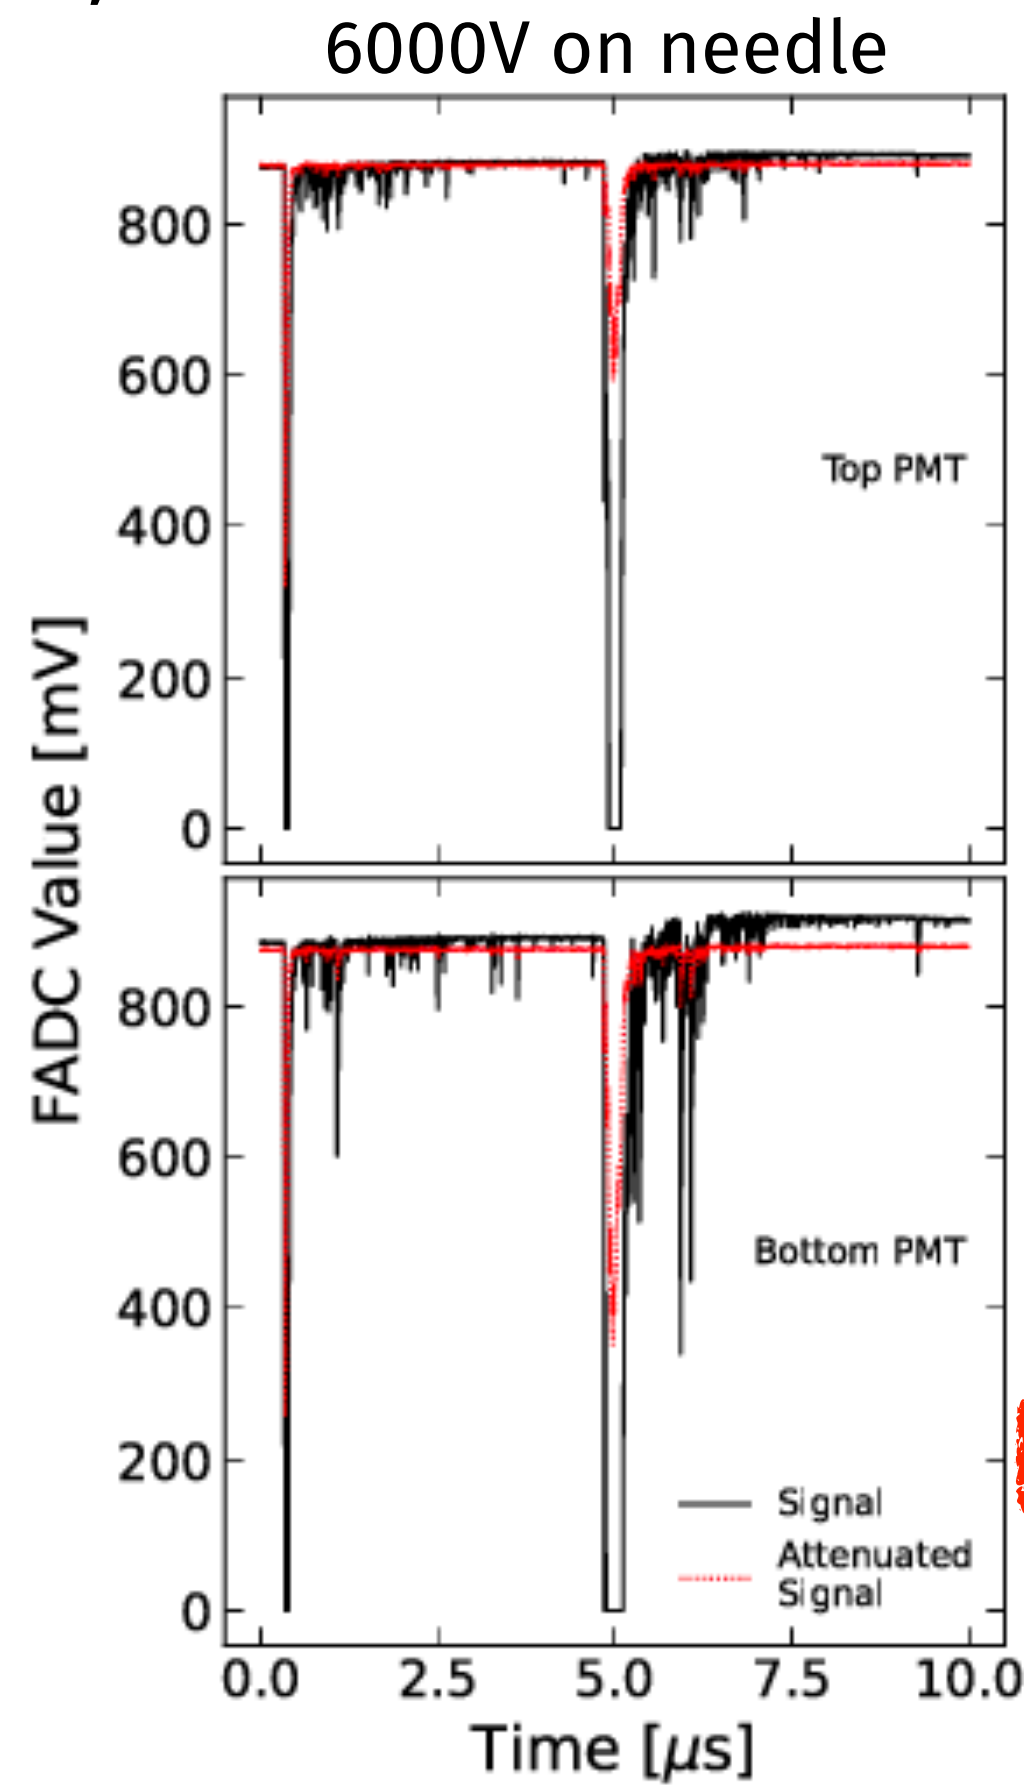 6000V on needle
800
600
400
200
0
Top PMT
FADC Value [mV]
800
600
400
200
0
Bottom PMT
Signal
Attenuated
Signal
0.0 2.5 5.0 7.5 10.0
Time [μs]